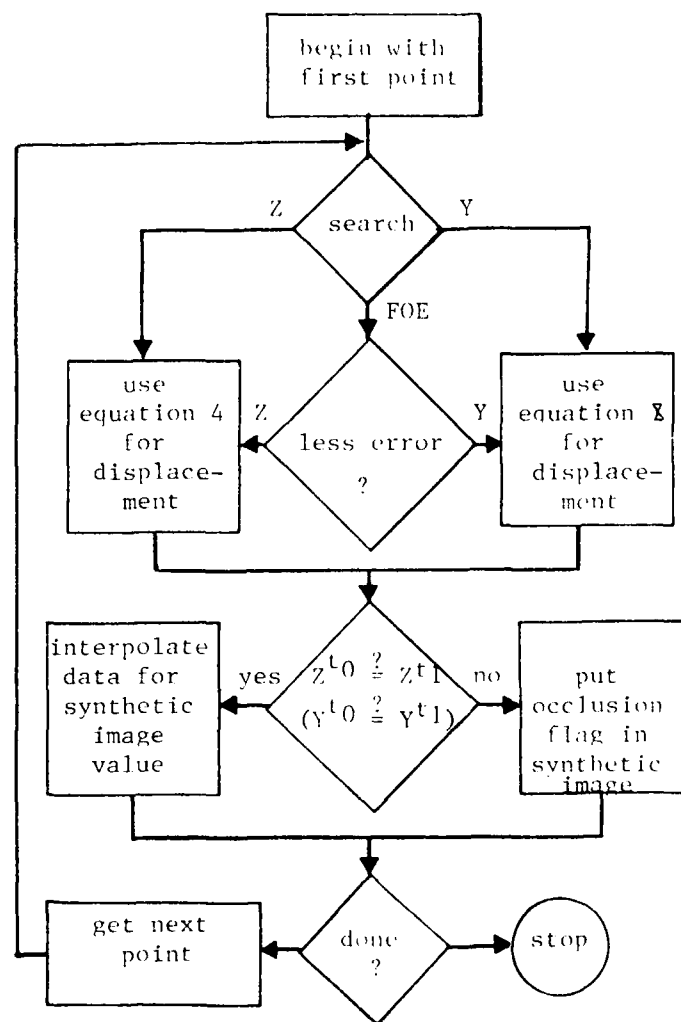 begin with
first point
Z
search
Y
FOE
use
equation 4
for
displace-
ment
Z
less error
?
Y
use
equation
for
displace-
ment
interpolate
data for
synthetic
image
value
yes
Z^t0 ≟ Z^t1
(Y^t0 ≟ Y^t1)
no
put
occlusion
flag in
synthetic
image
get next
point
done
?
stop